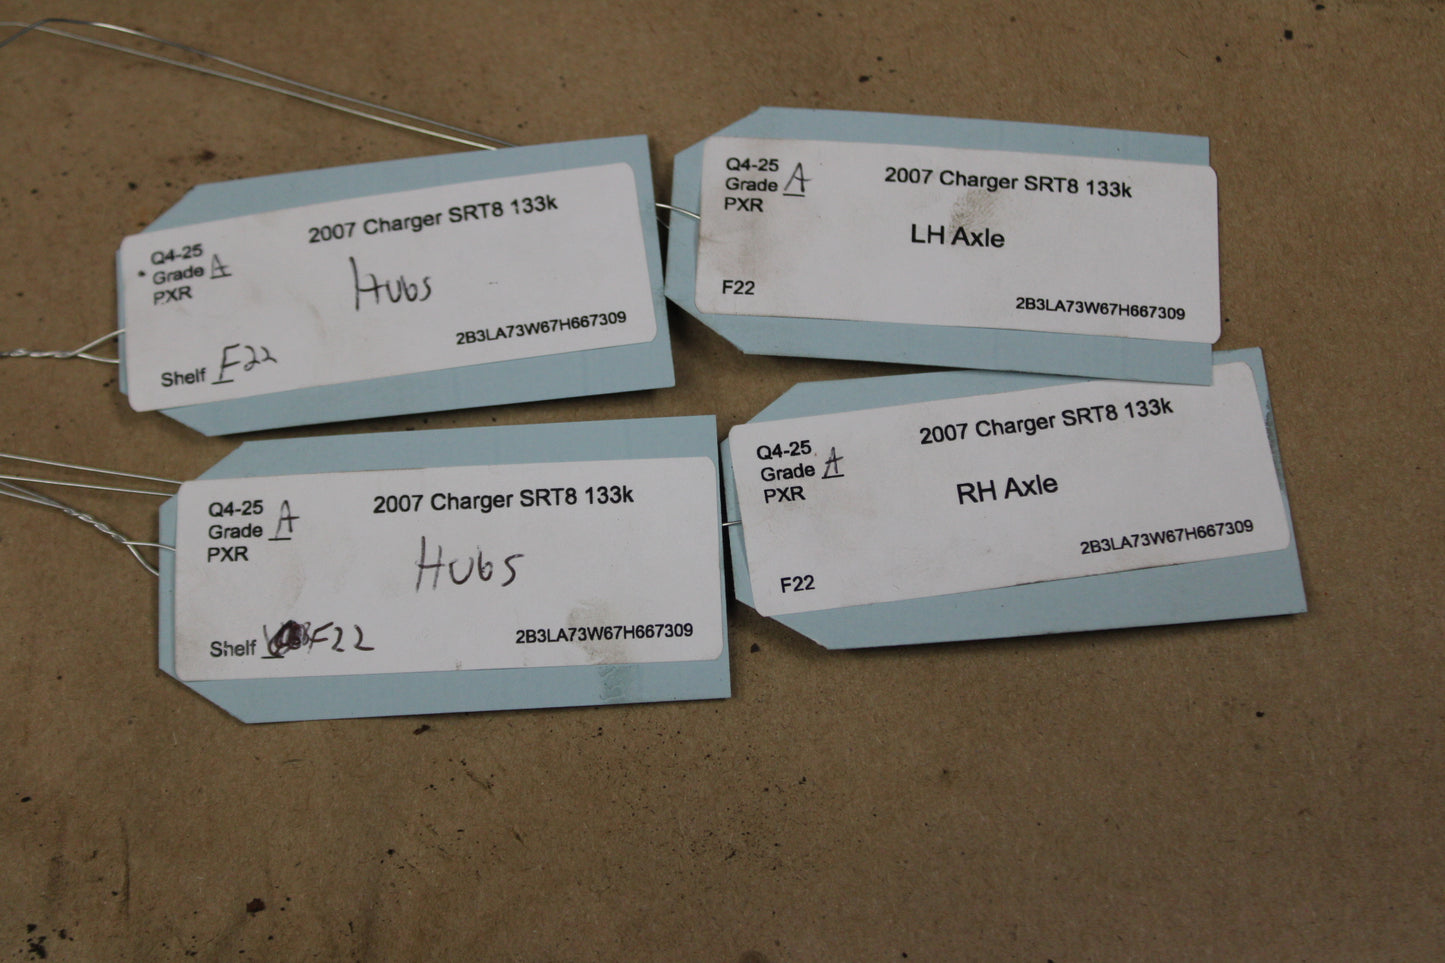 2007 Charger SRT8 133k
Q4-25
Grade A
PXR
Hubs
2B3LA73W67H667309
Shelf F22
Q4-25
Grade A
PXR
2007 Charger SRT8 133k
LH Axle
F22
2B3LA73W67H667309
Q4-25
Grade A
PXR
2007 Charger SRT8 133k
Hubs
Shelf F22
2B3LA73W67H667309
Q4-25
Grade A
PXR
2007 Charger SRT8 133k
RH Axle
2B3LA73W67H667309
F22